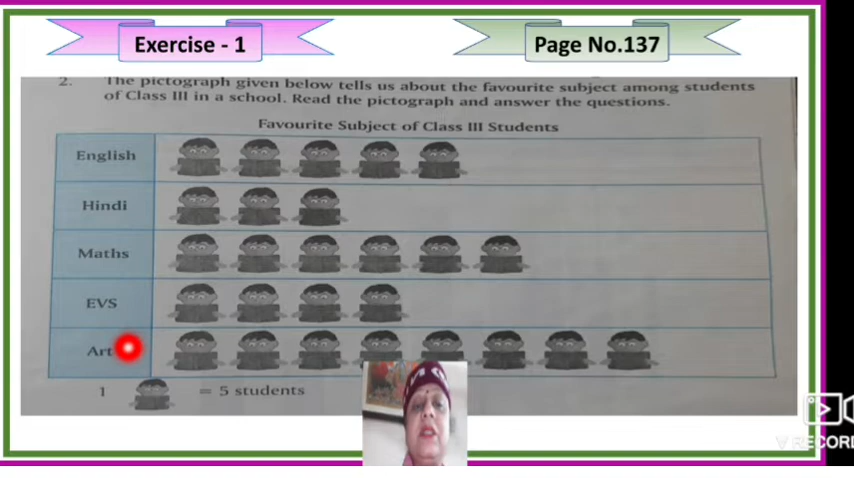 Exercise - 1
Page No.137
2. The pictograph given below tells us about the favourite subject among students
of Class III in a school. Read the pictograph and answer the questions.
Favourite Subject of Class III Students
English
Hindi
Maths
EVS
Art
1 = 5 students
V RECORD